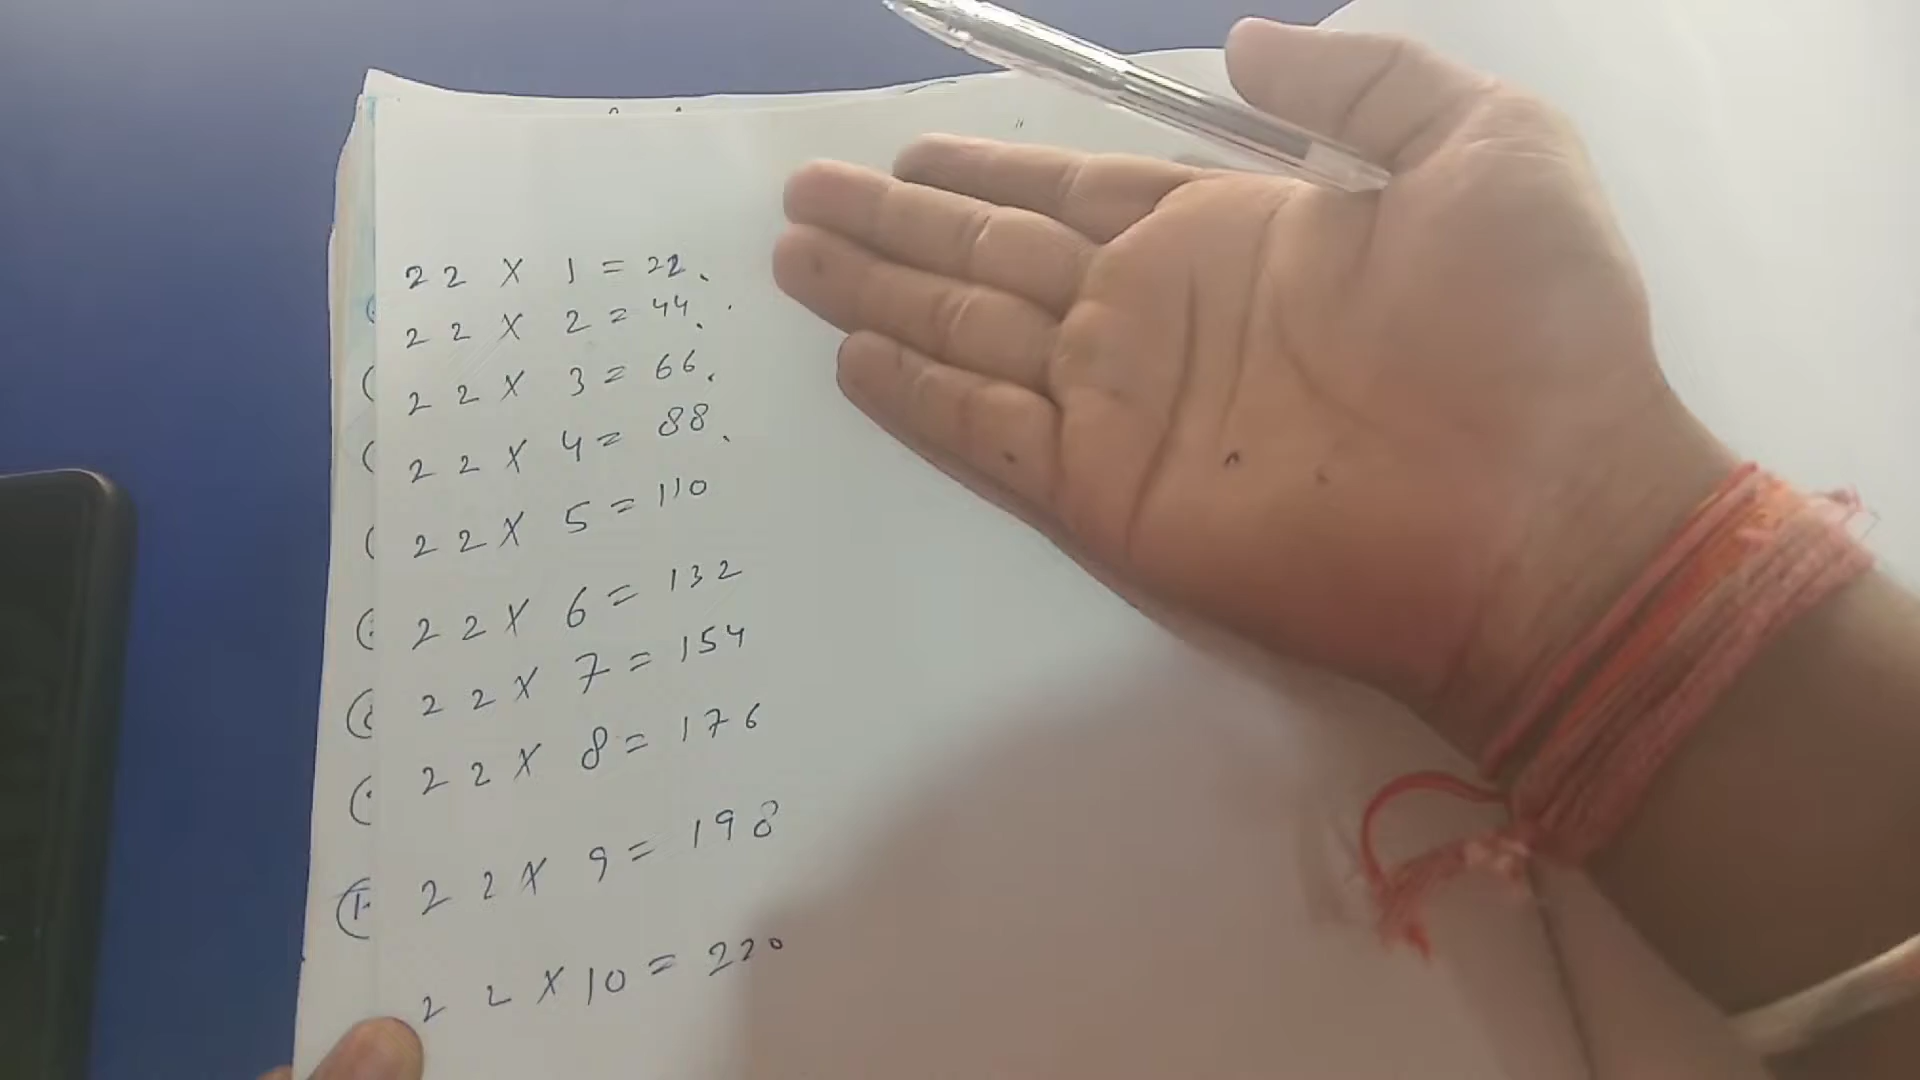 22 X 1 = 22.
22 X 2 = 44.
22 X 3 = 66.
22 X 4 = 88.
22 X 5 = 110
22 X 6 = 132
22 X 7 = 154
22 X 8 = 176
22 X 9 = 198
22 X 10 = 220